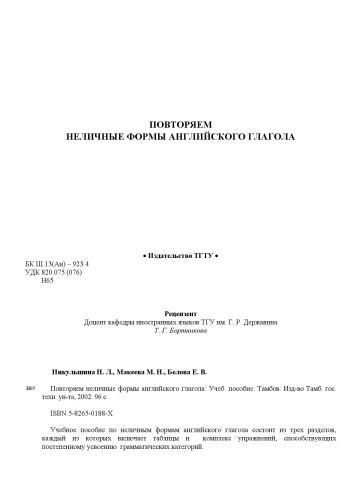 ПОВТОРЯЕМ
НЕЛИЧНЫЕ ФОРМЫ АНГЛИЙСКОГО ГЛАГОЛА
• Издательство ТГТУ •
БК Ш 13(Ан) – 923.4
УДК 820.075 (076)
Н65
Рецензент
Доцент кафедры иностранных языков ТГУ им. Г. Р. Державина
Т. Г. Бортникова
Никульшина Н. Л., Макеева М. Н., Белова Е. В.
Н65 Повторяем неличные формы английского глагола: Учеб. пособие. Тамбов: Изд-во Тамб. гос.
техн. ун-та, 2002. 96 с.
ISBN 5-8265-0188-X
Учебное пособие по неличным формам английского глагола состоит из трех разделов,
каждый из которых включает таблицы и комплекс упражнений, способствующих
постепенному усвоению грамматических категорий.